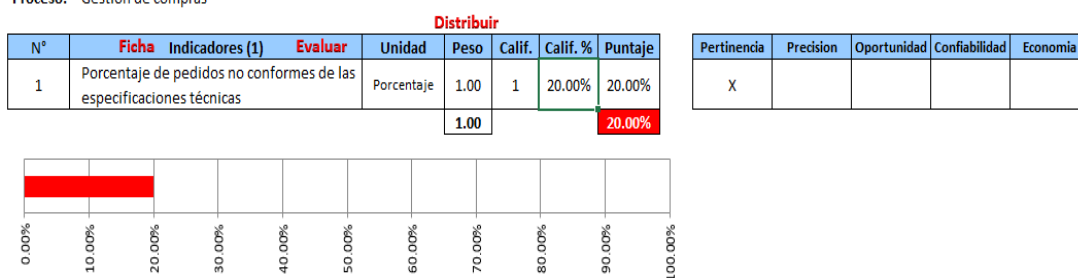 Proceso: Gestión de compras
Distribuir
N° Ficha Indicadores (1) Evaluar Unidad Peso Calif. Calif. % Puntaje Pertinencia Precision Oportunidad Confiabilidad Economia
1 Porcentaje de pedidos no conformes de las especificaciones técnicas Porcentaje 1.00 1 20.00% 20.00% X
1.00 20.00%
0.00% 10.00% 20.00% 30.00% 40.00% 50.00% 60.00% 70.00% 80.00% 90.00% 100.00%